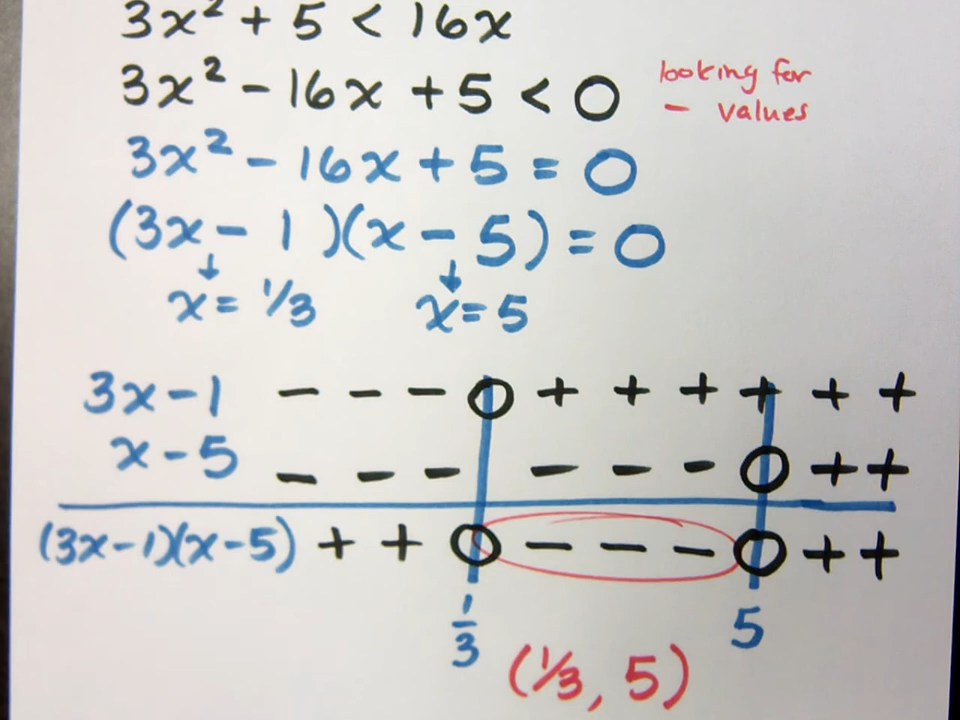 3x² + 5 < 16x
3x² - 16x + 5 < 0
looking for
- values
3x² - 16x + 5 = 0
(3x - 1)(x - 5) = 0
↓ ↓
x = 1/3 x = 5
3x - 1 - - - 0 + + + + + +
x - 5 - - - - - - 0 + +
(3x-1)(x-5) + + 0 - - - 0 + +
1/3 5
(1/3, 5)